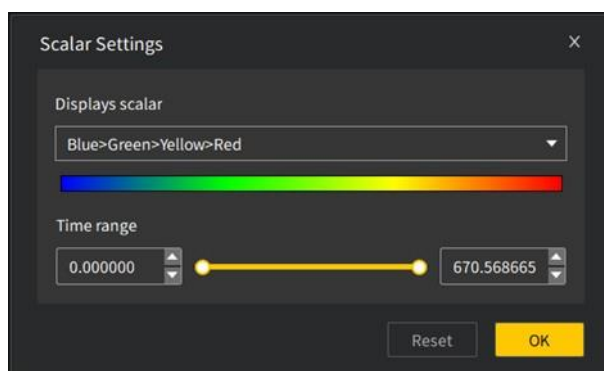 Scalar Settings
Displays scalar
Blue>Green>Yellow>Red
Time range
0.000000 670.568665
Reset OK